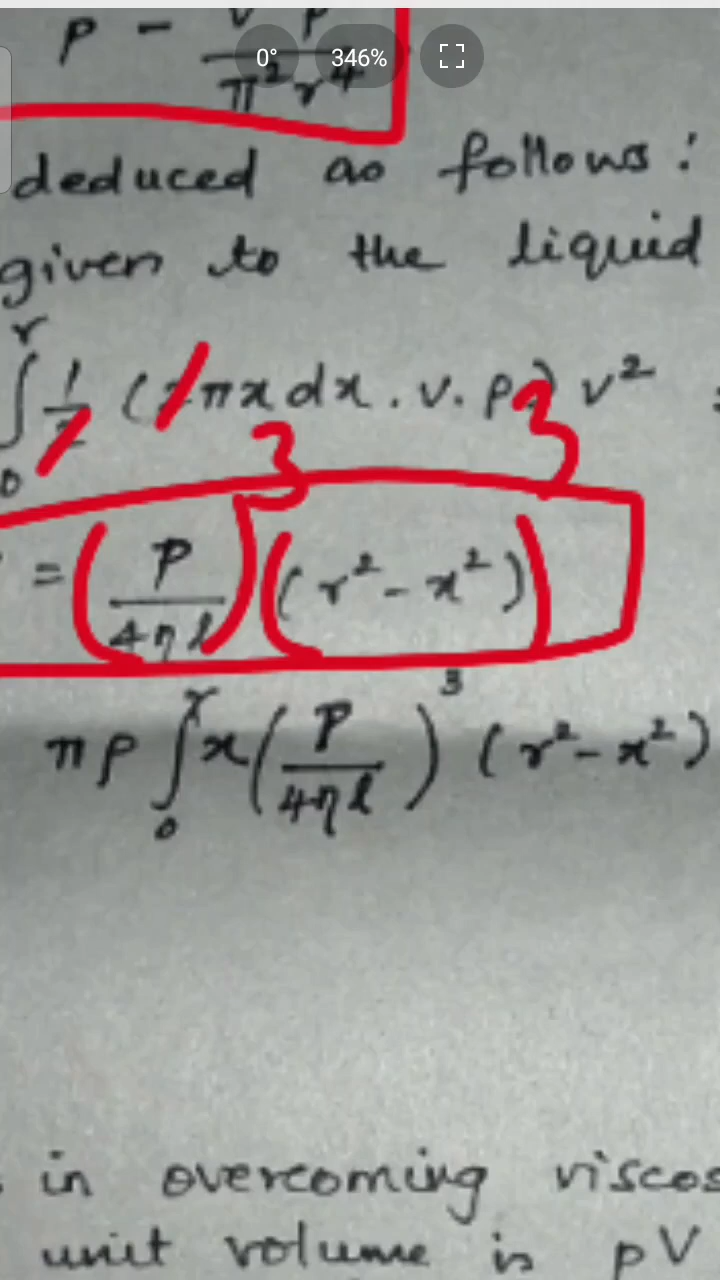 0° 346%
P - V² ρ / π² r⁴
deduced as follows:
given to the liquid
∫₀ʳ 1/2 (2πx dx . v. ρ.) v²
3 3
= (P / 4ηl) (r² - x²)
πρ ∫₀ʳ x (P / 4ηl)³ (r² - x²)
in overcoming
unit volume is pV